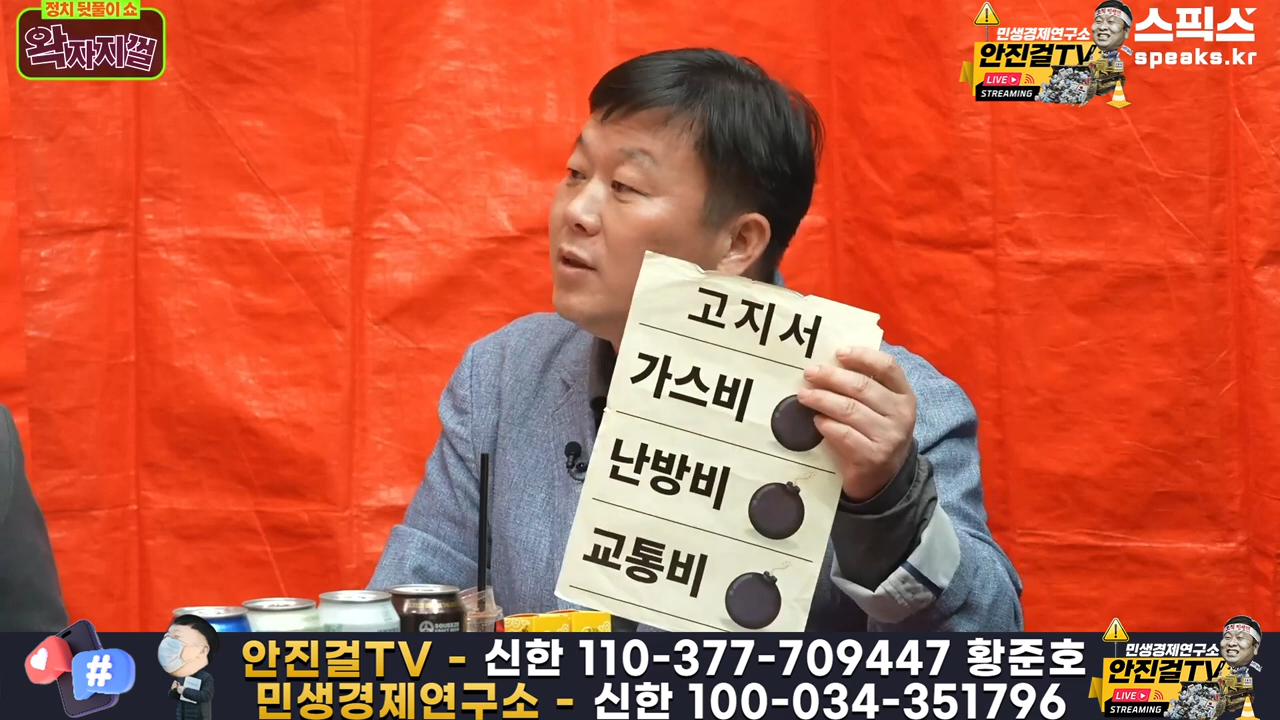 정치 뒷풀이 쇼
왁자지껄
민생경제연구소
안진걸TV
LIVE
STREAMING
스픽스
speaks.kr
고지서
가스비
난방비
교통비
SQUEEZE
#
안진걸TV - 신한 110-377-709447 황준호
민생경제연구소 - 신한 100-034-351796
민생경제연구소
안진걸TV
LIVE
STREAMING